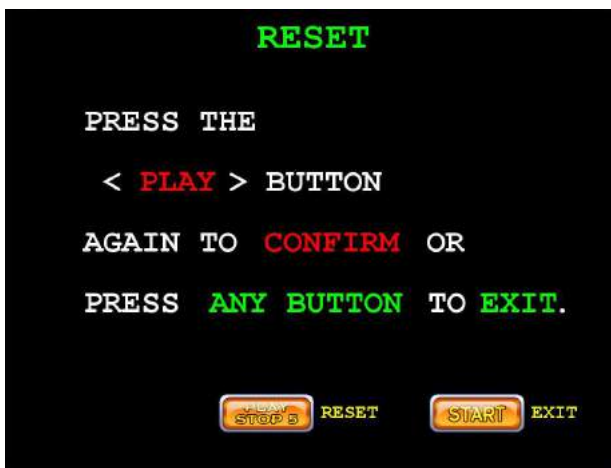 RESET
PRESS THE
< PLAY > BUTTON
AGAIN TO CONFIRM OR
PRESS ANY BUTTON TO EXIT.
PLAY
STOP 5 RESET START EXIT